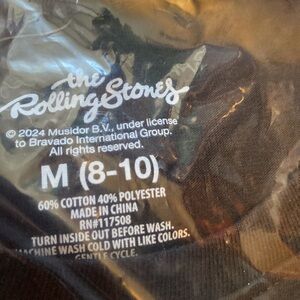 the
Rolling Stones
© 2024 Musidor B.V., under license
to Bravado International Group.
All rights reserved.
M (8-10)
60% COTTON 40% POLYESTER
MADE IN CHINA
RN#117508
TURN INSIDE OUT BEFORE WASH.
MACHINE WASH COLD WITH LIKE COLORS.
GENTLE CYCLE.